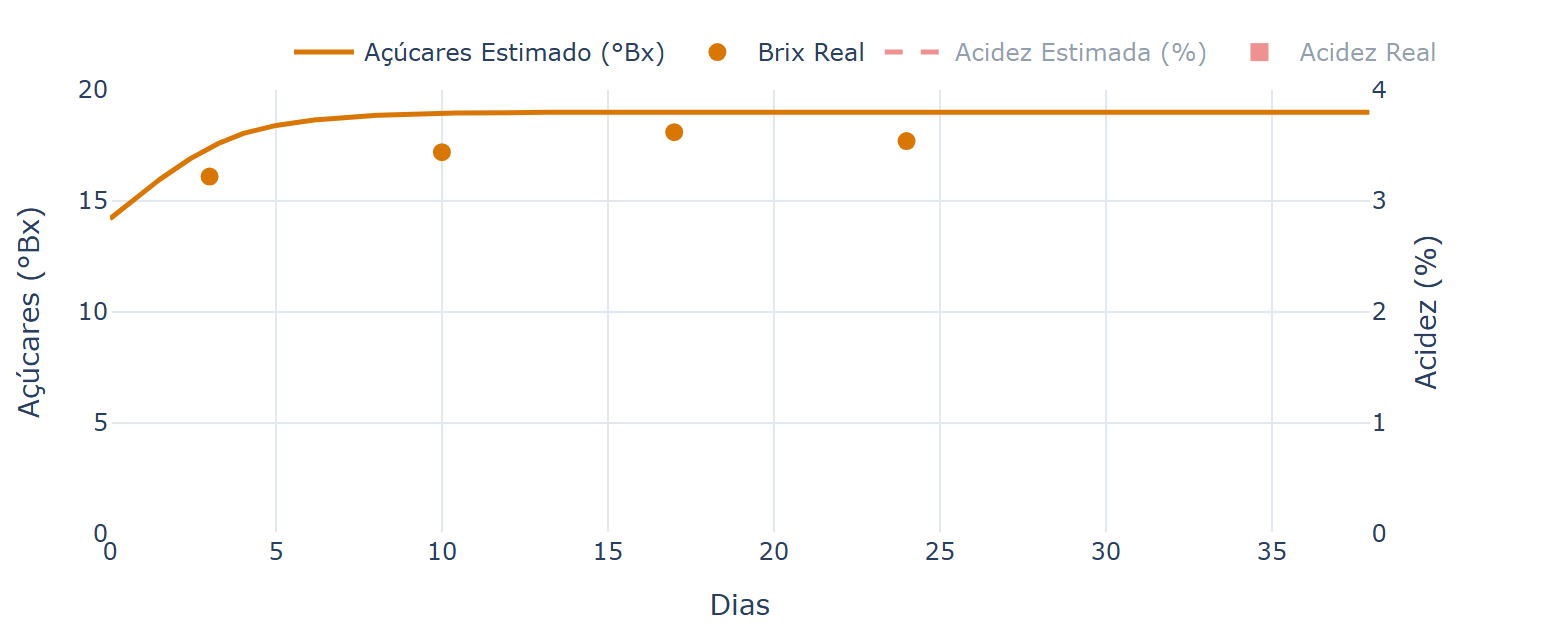 Açúcares Estimado (°Bx) Brix Real Acidez Estimada (%) Acidez Real
20 4
15 3
10 2
5 1
0 0
Açúcares (°Bx)
Acidez (%)
0 5 10 15 20 25 30 35
Dias